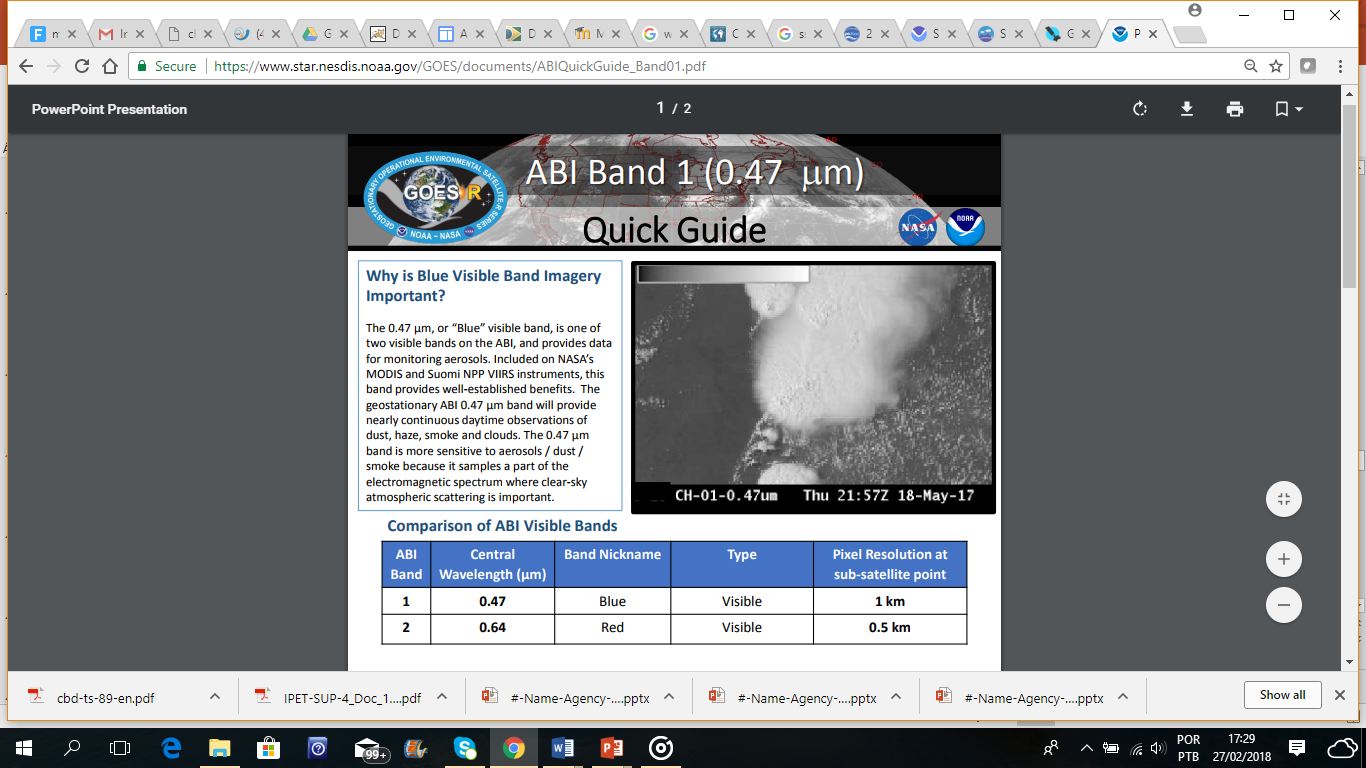 m
Ir
cl
(4
G
D
A
D
M
G w
C
G s
2
S
S
G
P
Secure
https://www.star.nesdis.noaa.gov/GOES/documents/ABIQuickGuide_Band01.pdf
PowerPoint Presentation
1 / 2
GEOSTATIONARY OPERATIONAL ENVIRONMENTAL SATELLITE R SERIES
GOES R
NOAA – NASA
ABI Band 1 (0.47 µm)
Quick Guide
NASA
NOAA
Why is Blue Visible Band Imagery
Important?
The 0.47 µm, or “Blue” visible band, is one of
two visible bands on the ABI, and provides data
for monitoring aerosols. Included on NASA’s
MODIS and Suomi NPP VIIRS instruments, this
band provides well-established benefits. The
geostationary ABI 0.47 µm band will provide
nearly continuous daytime observations of
dust, haze, smoke and clouds. The 0.47 µm
band is more sensitive to aerosols / dust /
smoke because it samples a part of the
electromagnetic spectrum where clear-sky
atmospheric scattering is important.
CH-01-0.47um Thu 21:57Z 18-May-17
Comparison of ABI Visible Bands
ABI Band Central Wavelength (µm) Band Nickname Type Pixel Resolution at sub-satellite point
1 0.47 Blue Visible 1 km
2 0.64 Red Visible 0.5 km
cbd-ts-89-en.pdf
IPET-SUP-4_Doc_1....pdf
#-Name-Agency-....pptx
#-Name-Agency-....pptx
#-Name-Agency-....pptx
Show all
99+
POR
PTB
17:29
27/02/2018